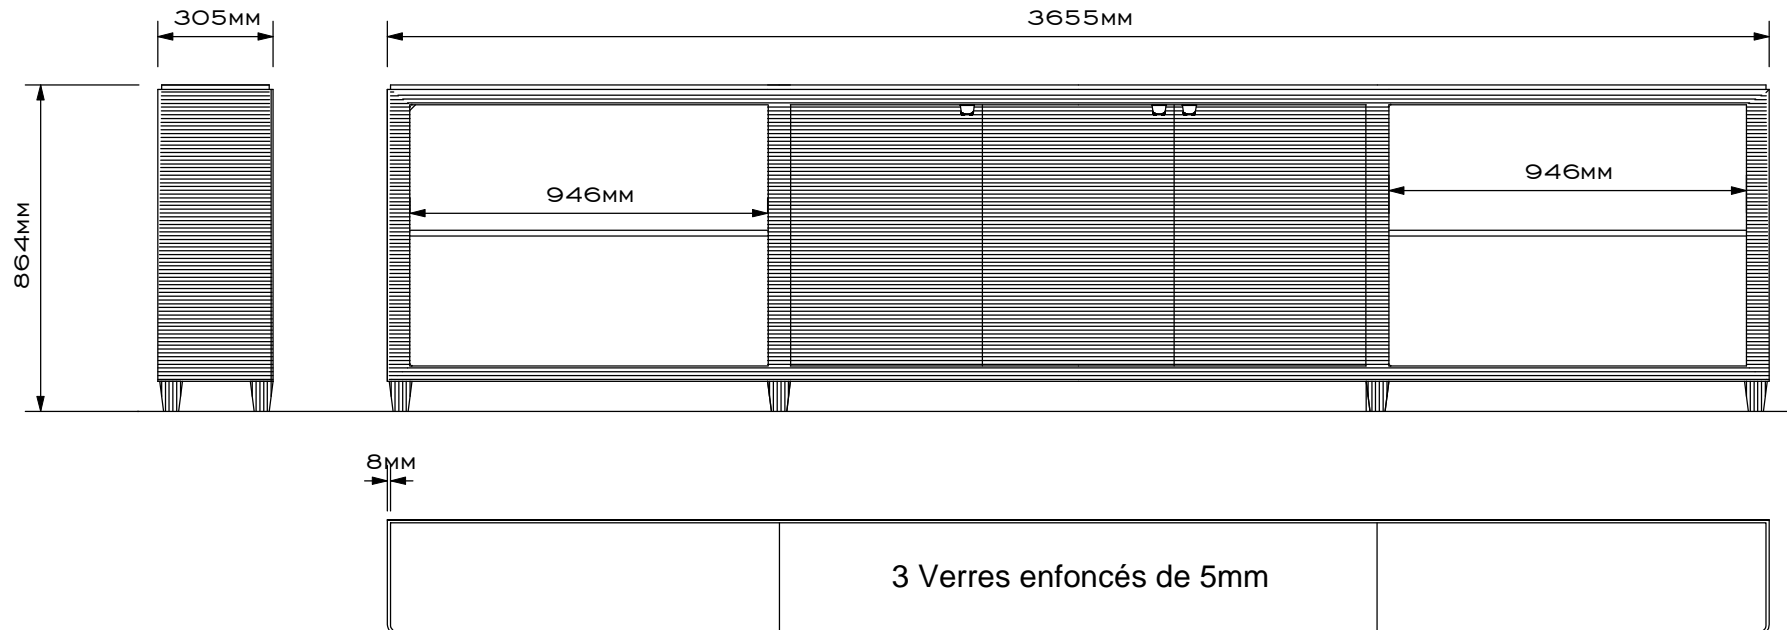 305MM
3655MM
946MM
946MM
864MM
8MM
3 Verres enfoncés de 5mm